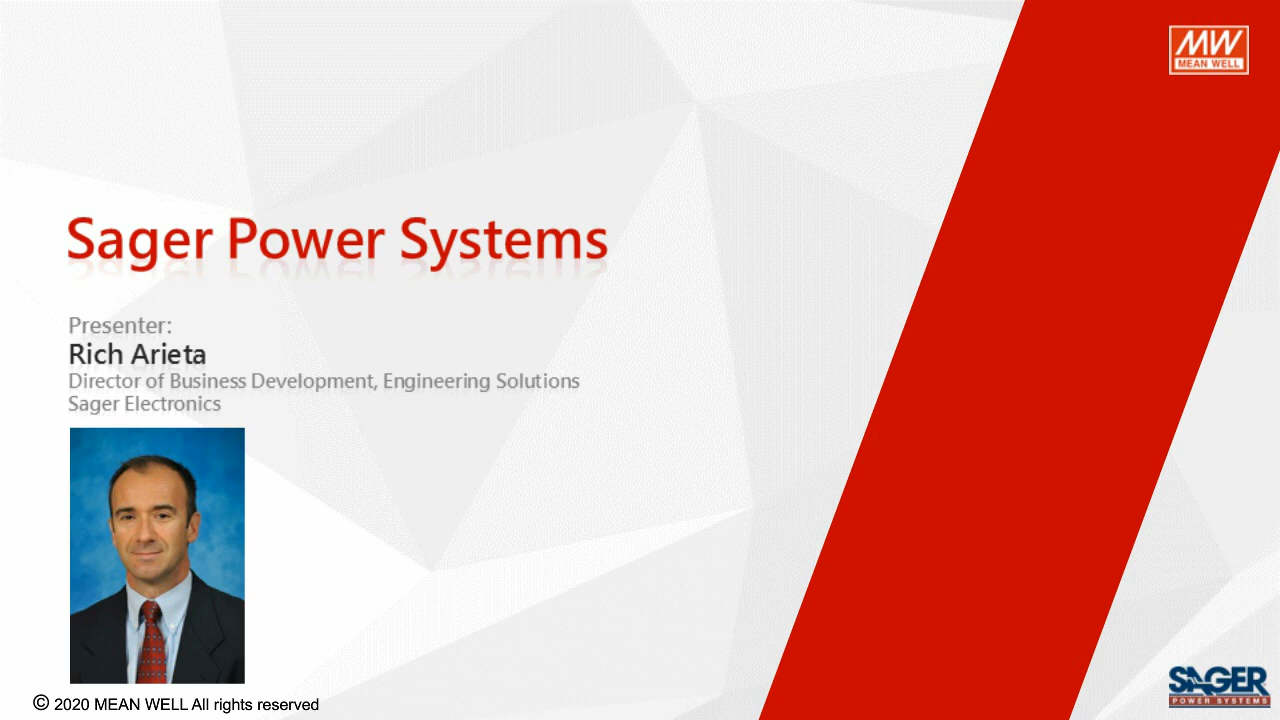 MW
MEAN WELL
Sager Power Systems
Presenter:
Rich Arieta
Director of Business Development, Engineering Solutions
Sager Electronics
© 2020 MEAN WELL All rights reserved
SAGER
POWER SYSTEMS